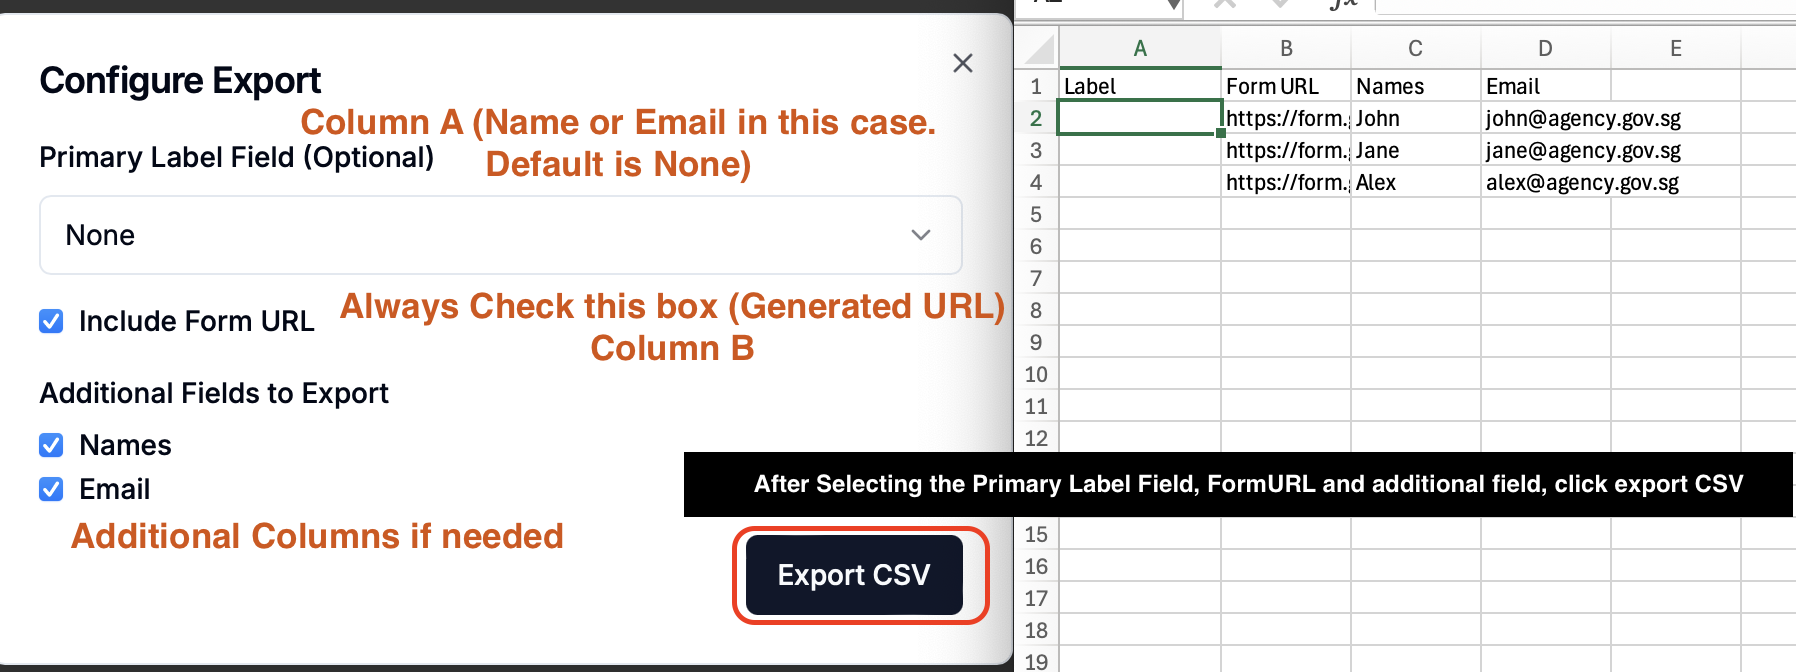 Configure Export
Column A (Name or Email in this case.
Default is None)
Primary Label Field (Optional)
None
Include Form URL
Always Check this box (Generated URL)
Column B
Additional Fields to Export
Names
Email
Additional Columns if needed
Export CSV
After Selecting the Primary Label Field, FormURL and additional field, click export CSV
A B C D E
1 Label Form URL Names Email
2 https://form. John john@agency.gov.sg
3 https://form. Jane jane@agency.gov.sg
4 https://form. Alex alex@agency.gov.sg
5
6
7
8
9
10
11
12
15
16
17
18
19